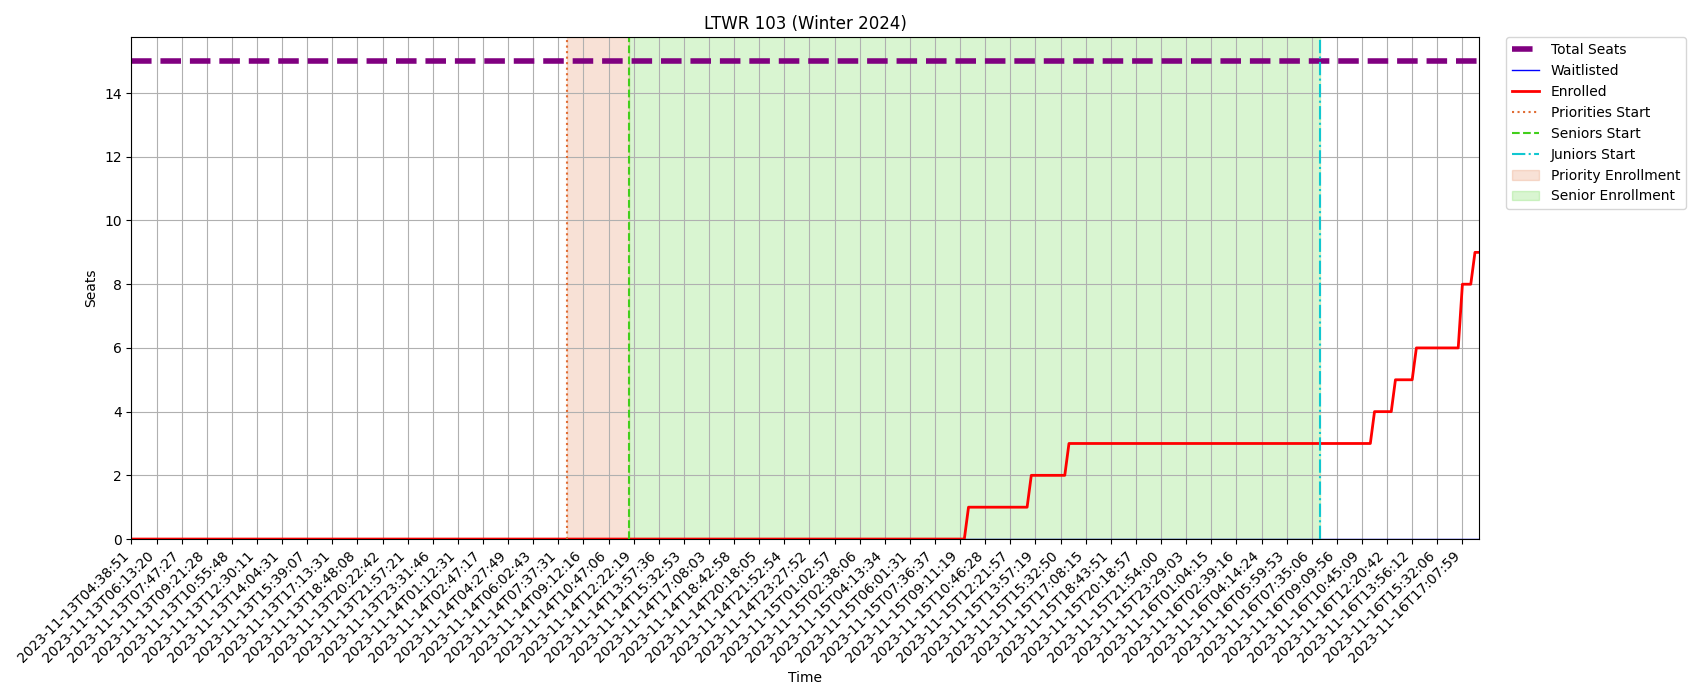 LTWR 103 (Winter 2024)
Total Seats
Waitlisted
Enrolled
Priorities Start
Seniors Start
Juniors Start
Priority Enrollment
Senior Enrollment
Seats
14
12
10
8
6
4
2
0
2023-11-13T04:38:51
2023-11-13T06:13:20
2023-11-13T07:47:27
2023-11-13T09:21:28
2023-11-13T10:55:48
2023-11-13T12:30:11
2023-11-13T14:04:31
2023-11-13T15:39:07
2023-11-13T17:13:31
2023-11-13T18:48:08
2023-11-13T20:22:42
2023-11-13T21:57:21
2023-11-13T23:31:46
2023-11-14T01:12:31
2023-11-14T02:47:17
2023-11-14T04:27:49
2023-11-14T06:02:43
2023-11-14T07:37:31
2023-11-14T09:12:16
2023-11-14T10:47:06
2023-11-14T12:22:19
2023-11-14T13:57:36
2023-11-14T15:32:53
2023-11-14T17:08:03
2023-11-14T18:42:58
2023-11-14T20:18:05
2023-11-14T21:52:54
2023-11-14T23:27:52
2023-11-15T01:02:57
2023-11-15T02:38:06
2023-11-15T04:13:34
2023-11-15T06:01:31
2023-11-15T07:36:37
2023-11-15T09:11:19
2023-11-15T10:46:28
2023-11-15T12:21:57
2023-11-15T13:57:19
2023-11-15T15:32:50
2023-11-15T17:08:15
2023-11-15T18:43:51
2023-11-15T20:18:57
2023-11-15T21:54:00
2023-11-15T23:29:03
2023-11-16T01:04:15
2023-11-16T02:39:16
2023-11-16T04:14:24
2023-11-16T05:59:53
2023-11-16T07:35:06
2023-11-16T09:09:56
2023-11-16T10:45:09
2023-11-16T12:20:42
2023-11-16T13:56:12
2023-11-16T15:32:06
2023-11-16T17:07:59
Time